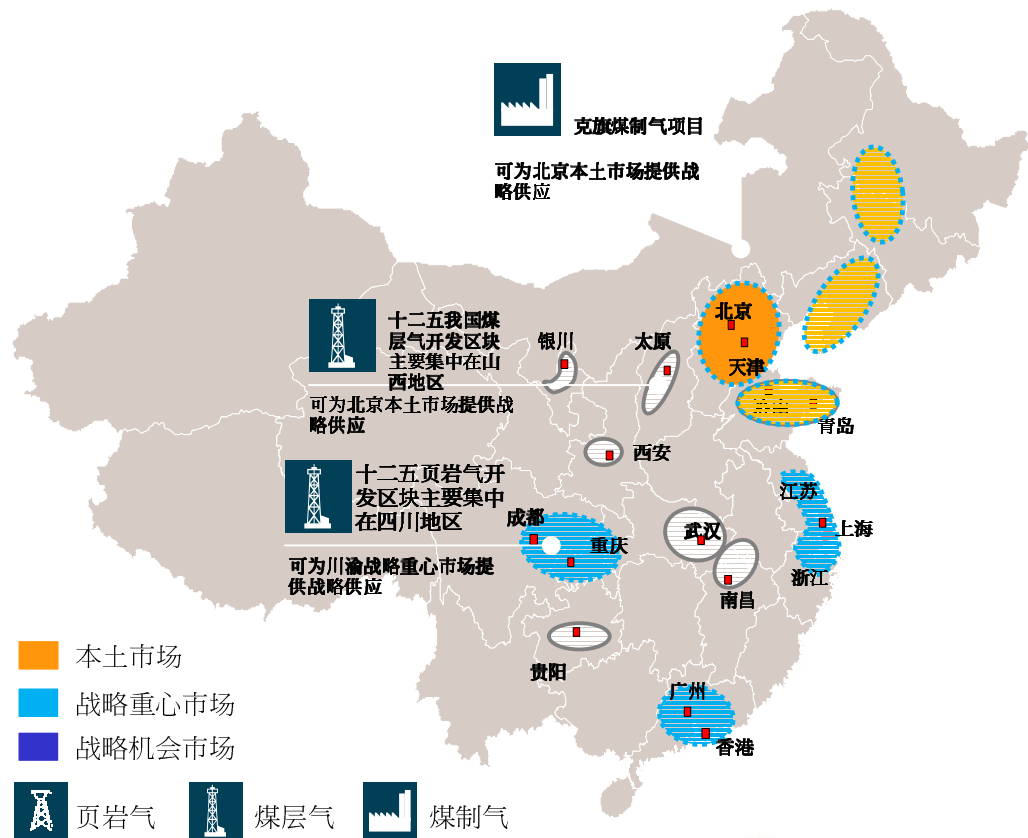 克旗煤制气项目
可为北京本土市场提供战
略供应
北京
天津
十二五我国煤
层气开发区块
主要集中在山
西地区
可为北京本土市场提供战
略供应
银川
太原
青岛
西安
十二五页岩气开
发区块主要集中
在四川地区
可为川渝战略重心市场提
供战略供应
成都
重庆
武汉
南昌
江苏
上海
浙江
贵阳
广州
香港
本土市场
战略重心市场
战略机会市场
页岩气
煤层气
煤制气